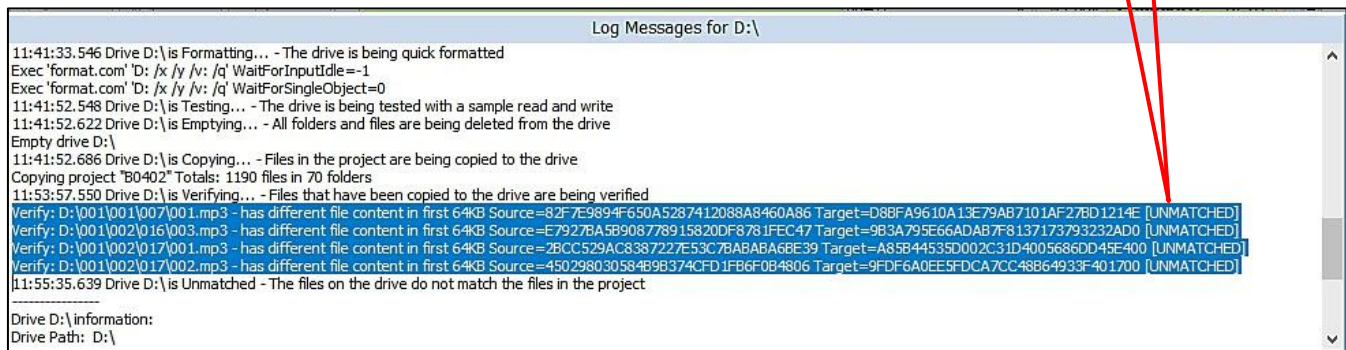 Log Messages for D:\
11:41:33.546 Drive D:\ is Formatting... - The drive is being quick formatted
Exec 'format.com' 'D: /x /y /v: /q' WaitForInputIdle=-1
Exec 'format.com' 'D: /x /y /v: /q' WaitForSingleObject=0
11:41:52.548 Drive D:\ is Testing... - The drive is being tested with a sample read and write
11:41:52.622 Drive D:\ is Emptying... - All folders and files are being deleted from the drive
Empty drive D:\
11:41:52.686 Drive D:\ is Copying... - Files in the project are being copied to the drive
Copying project "B0402" Totals: 1190 files in 70 folders
11:53:57.550 Drive D:\ is Verifying... - Files that have been copied to the drive are being verified
Verify: D:\001\001\007\001.mp3 - has different file content in first 64KB Source=82F7E9894F650A5287412088A8460A86 Target=D8BFA9610A13E79AB7101AF27BD1214E [UNMATCHED]
Verify: D:\001\002\016\003.mp3 - has different file content in first 64KB Source=E7927BA5B908778915820DF8781FEC47 Target=9B3A795E66ADAB7F8137173793232AD0 [UNMATCHED]
Verify: D:\001\002\017\001.mp3 - has different file content in first 64KB Source=2BCC529AC8387227E53C7BABABA6BE39 Target=A85B44535D002C31D4005686DD45E400 [UNMATCHED]
Verify: D:\001\002\017\002.mp3 - has different file content in first 64KB Source=450298030584B9B374CFD1FB6F0B4806 Target=9FDF6A0EE5FDCA7CC48B64933F401700 [UNMATCHED]
11:55:35.639 Drive D:\ is Unmatched - The files on the drive do not match the files in the project
----------------
Drive D:\ information:
Drive Path: D:\